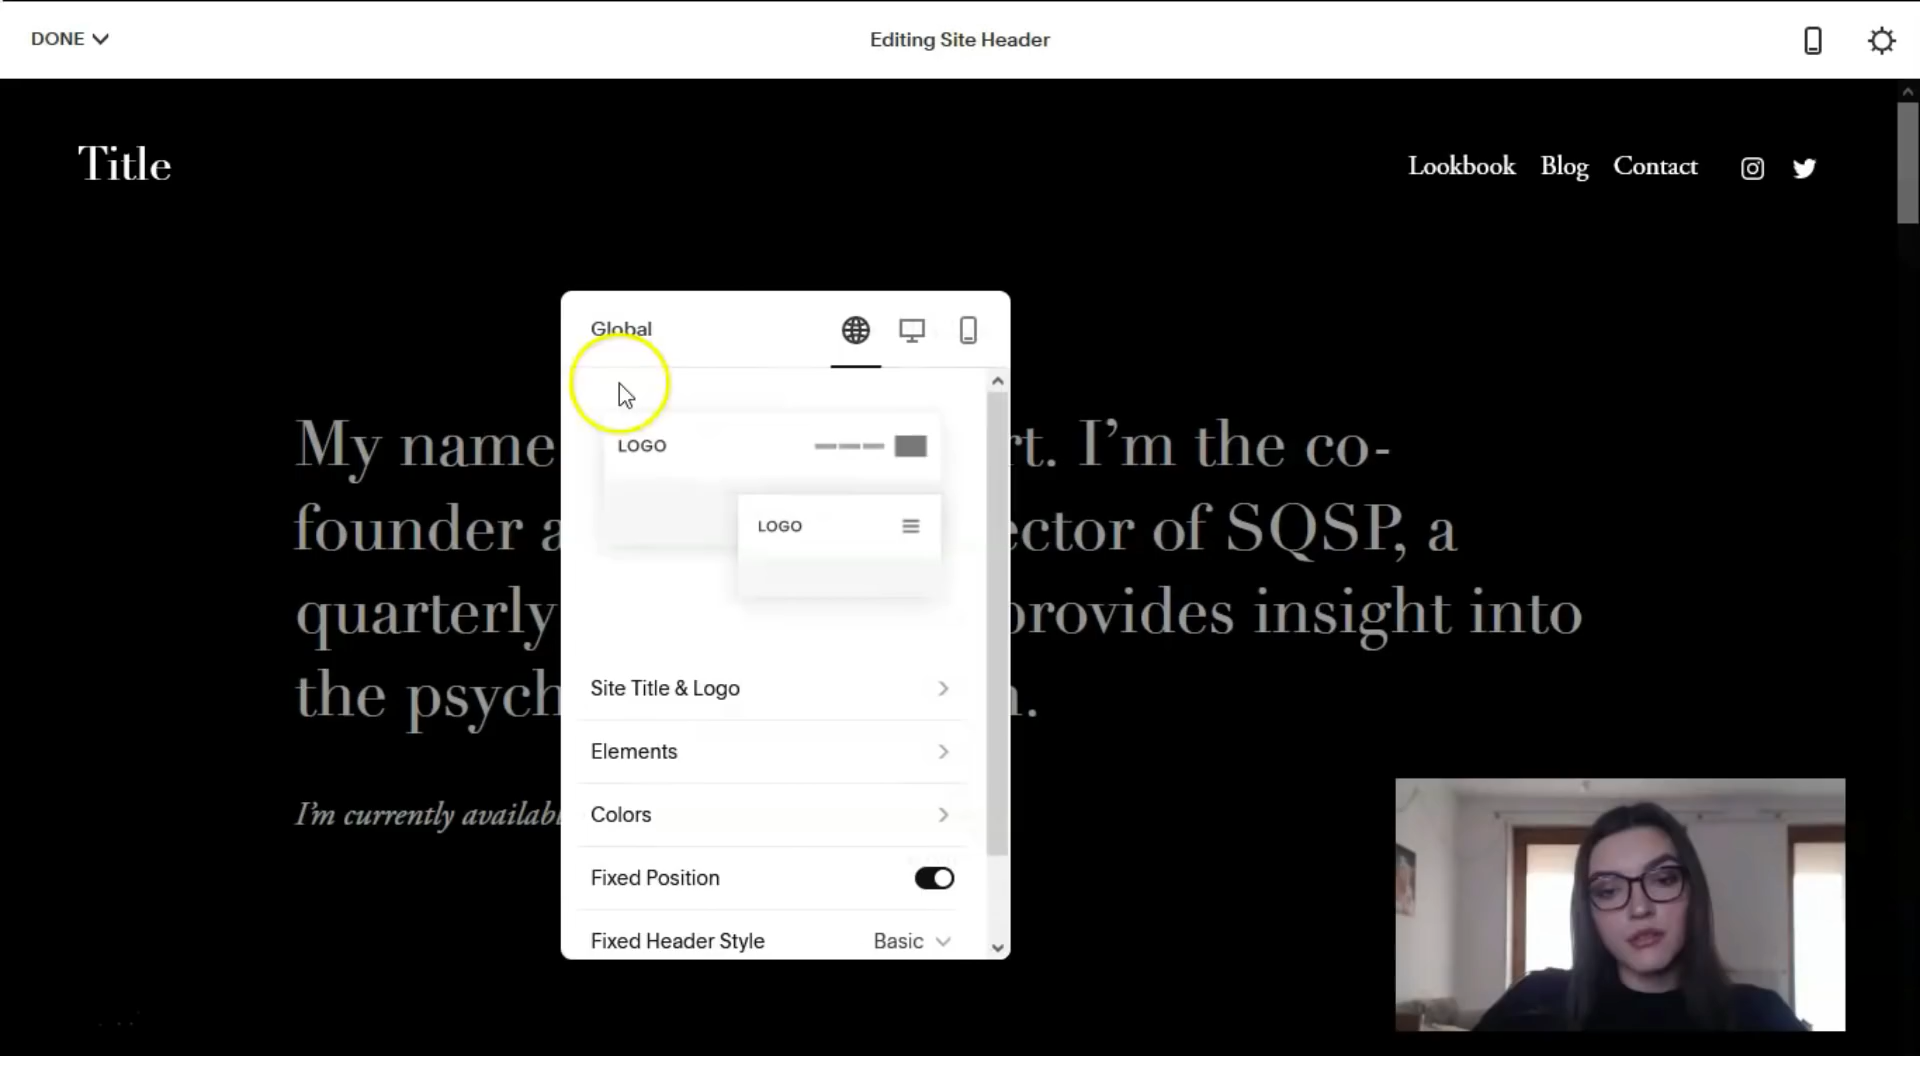 DONE
Editing Site Header
Title
Lookbook Blog Contact
Global
LOGO
LOGO
My name rt. I’m the co-
founder a ector of SQSP, a
quarterly provides insight into
the psych n.
I’m currently availabl
Site Title & Logo
Elements
Colors
Fixed Position
Fixed Header Style Basic